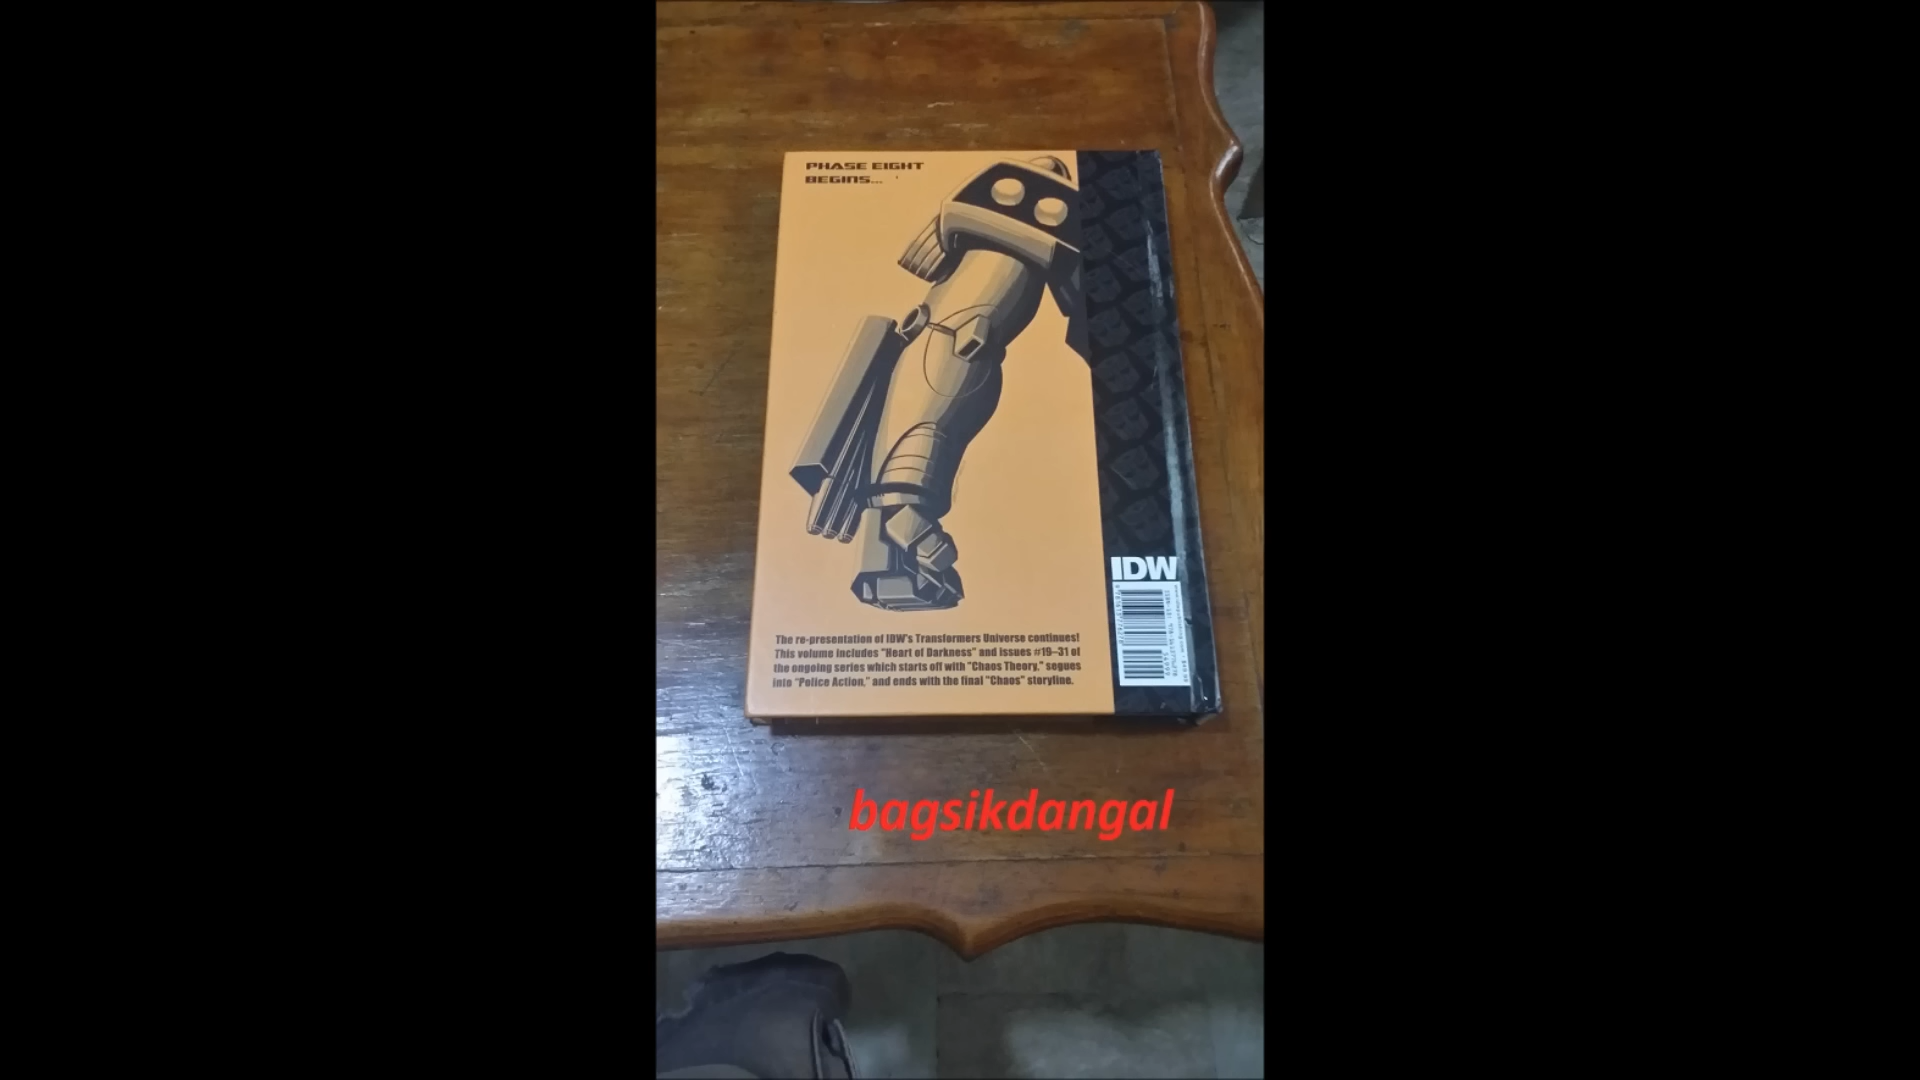 PHASE EIGHT
BEGINS...
The re-presentation of IDW's Transformers Universe continues!
This volume includes "Heart of Darkness" and issues #19–31 of
the ongoing series which starts off with "Chaos Theory," segues
into "Police Action," and ends with the final "Chaos" storyline.
IDW
bagsikdangal